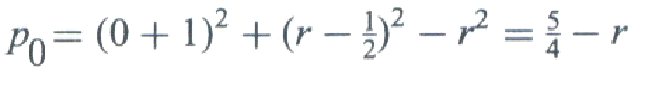 p₀ = (0 + 1)² + (r − ½)² − r² = 5/4 − r